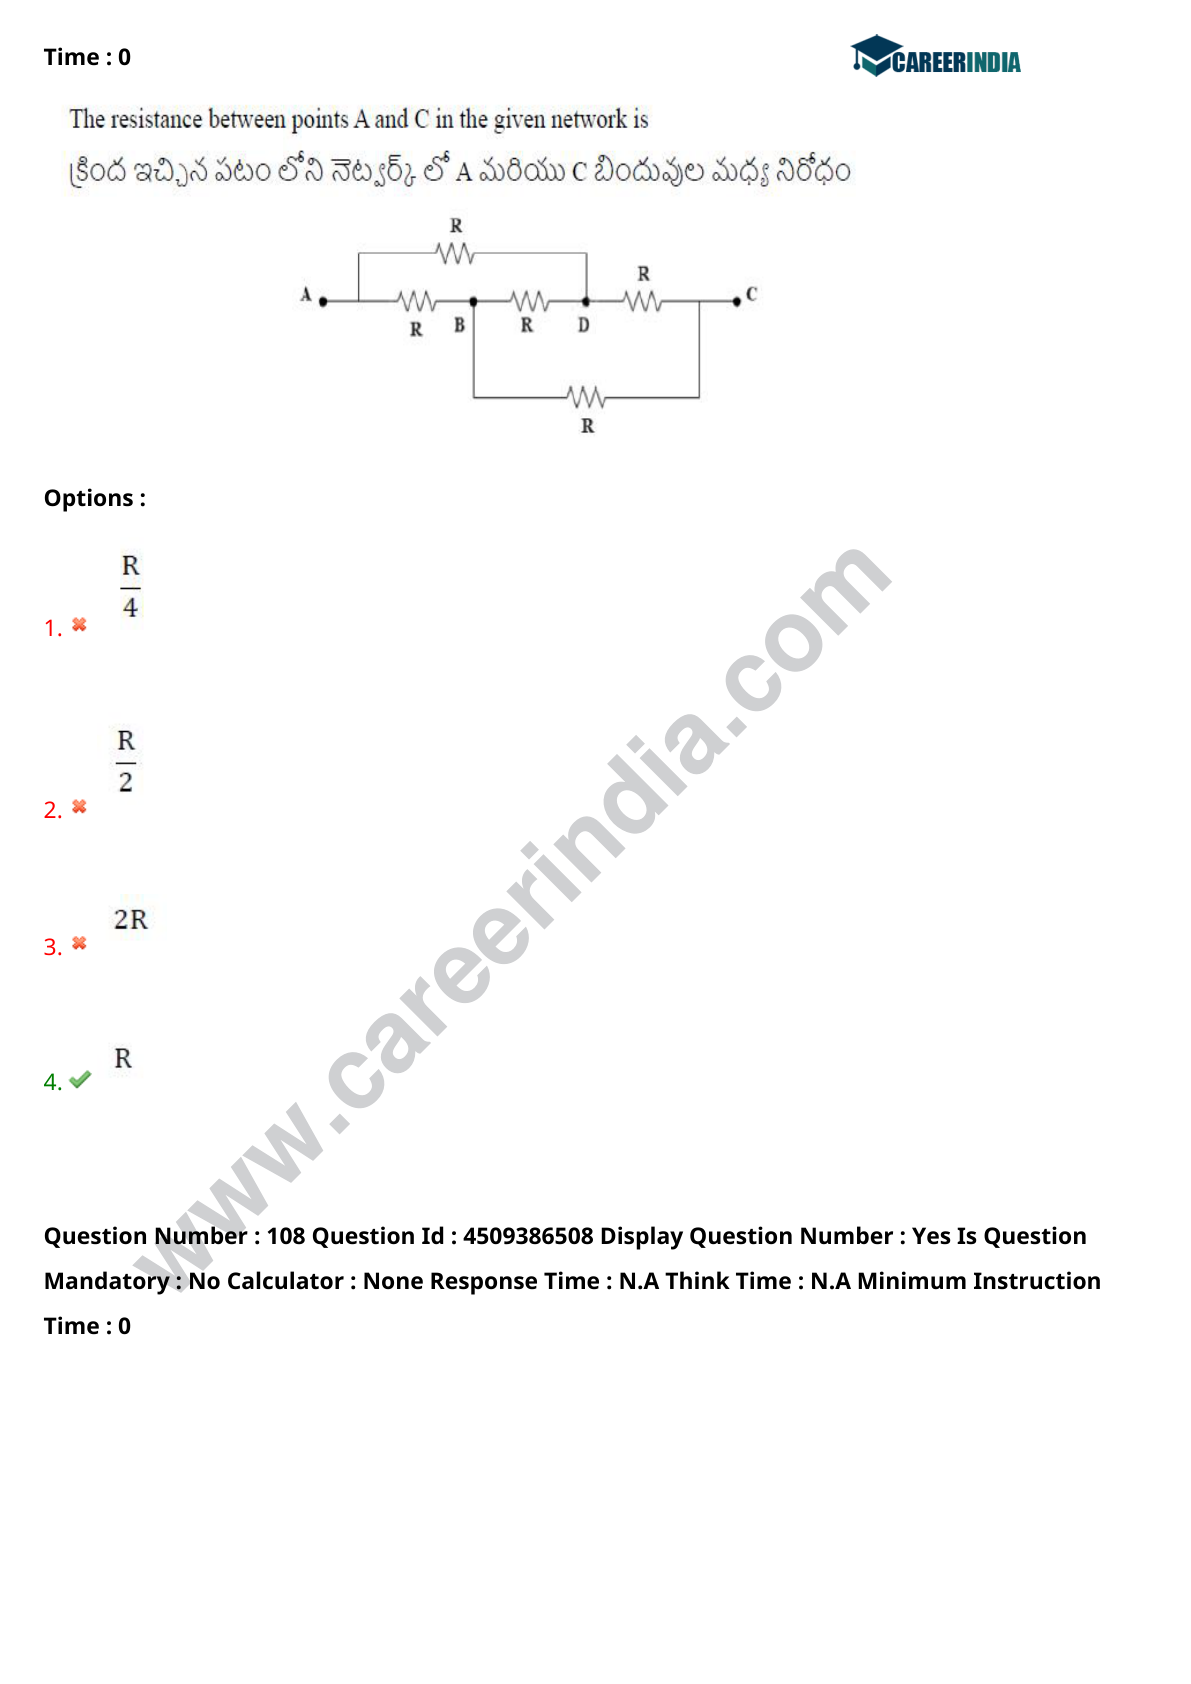 Time : 0
CAREERINDIA
The resistance between points A and C in the given network is
క్రింద ఇచ్చిన పటం లోని నెట్వర్క్ లో A మరియు C బిందువుల మధ్య నిరోధం
R
R
A
C
R
B
R
D
R
Options :
R
4
1.
R
2
2.
2R
3.
R
4.
www.careerindia.com
Question Number : 108 Question Id : 4509386508 Display Question Number : Yes Is Question
Mandatory : No Calculator : None Response Time : N.A Think Time : N.A Minimum Instruction
Time : 0